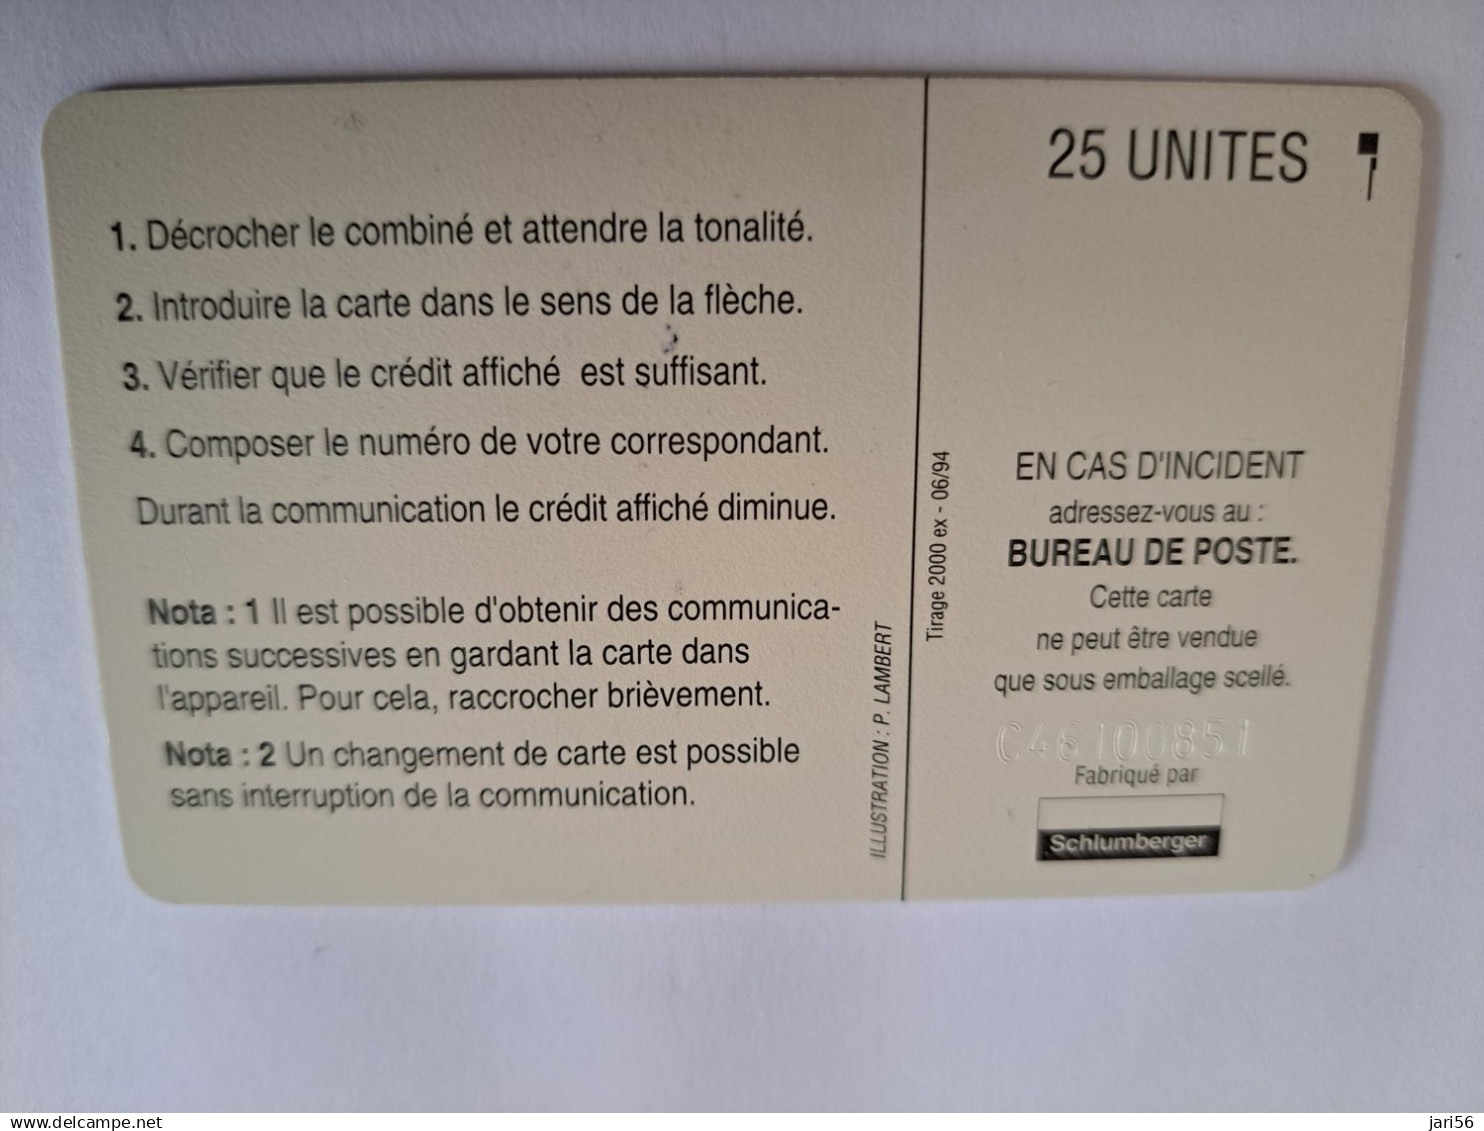 1. Décrocher le combiné et attendre la tonalité.
2. Introduire la carte dans le sens de la flèche.
3. Vérifier que le crédit affiché est suffisant.
4. Composer le numéro de votre correspondant.
Durant la communication le crédit affiché diminue.
Nota : 1 Il est possible d'obtenir des communica-
tions successives en gardant la carte dans
l'appareil. Pour cela, raccrocher brièvement.
Nota : 2 Un changement de carte est possible
sans interruption de la communication.
ILLUSTRATION : P. LAMBERT
Tirage 2000 ex - 06/94
25 UNITES
EN CAS D'INCIDENT
adressez-vous au :
BUREAU DE POSTE.
Cette carte
ne peut être vendue
que sous emballage scellé.
C46100851
Fabriqué par
Schlumberger
www.delcampe.net
jari56